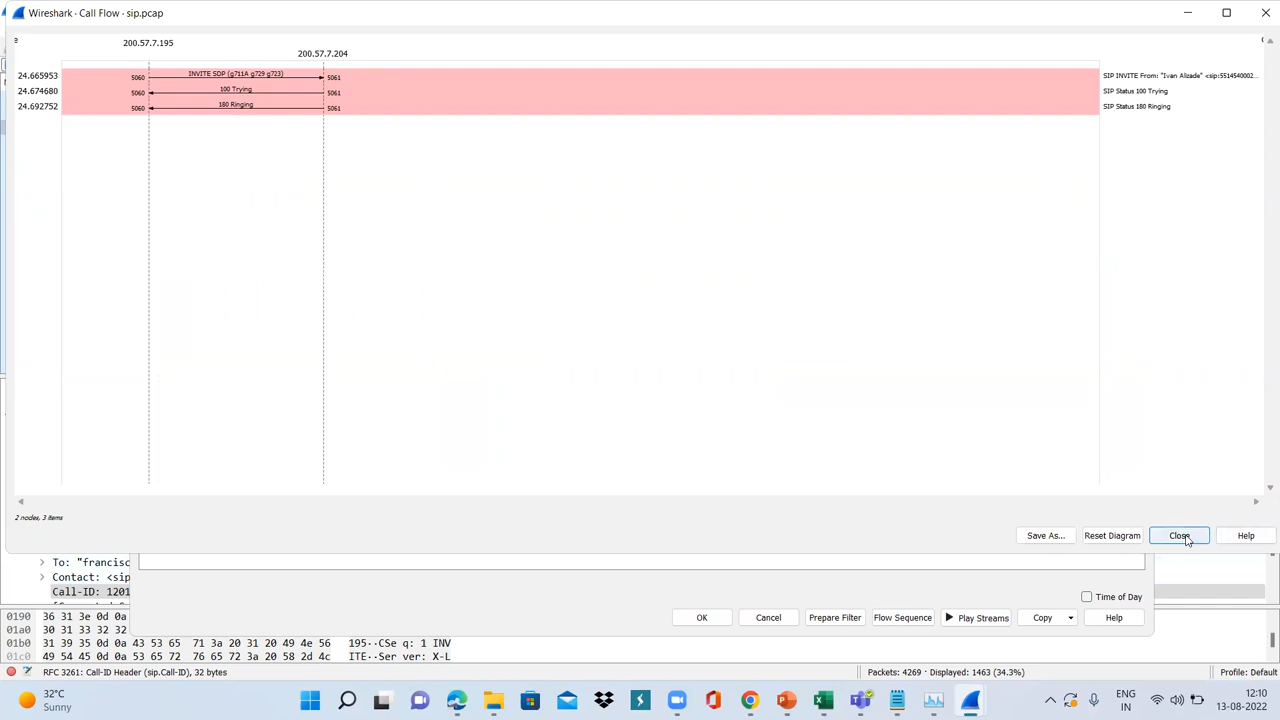 Wireshark · Call Flow · sip.pcap
200.57.7.195
200.57.7.204
24.665953 5060 INVITE SDP (g711A g729 g723) 5061 SIP INVITE From: "Ivan Alizade" <sip:5514540002...
24.674680 5060 100 Trying 5061 SIP Status 100 Trying
24.692752 5060 180 Ringing 5061 SIP Status 180 Ringing
2 nodes, 3 items
Save As... Reset Diagram Close Help
To: "francisc
Contact: <sip
Call-ID: 1201
Time of Day
OK Cancel Prepare Filter Flow Sequence Play Streams Copy Help
0190 36 31 3e 0d 0a
01a0 30 31 33 32 32
01b0 31 39 35 0d 0a 43 53 65 71 3a 20 31 20 49 4e 56 195··CSe q: 1 INV
01c0 49 54 45 0d 0a 53 65 72 76 65 72 3a 20 58 2d 4c ITE··Ser ver: X-L
RFC 3261: Call-ID Header (sip.Call-ID), 32 bytes
Packets: 4269 · Displayed: 1463 (34.3%)
Profile: Default
32°C
Sunny
ENG
IN
12:10
13-08-2022